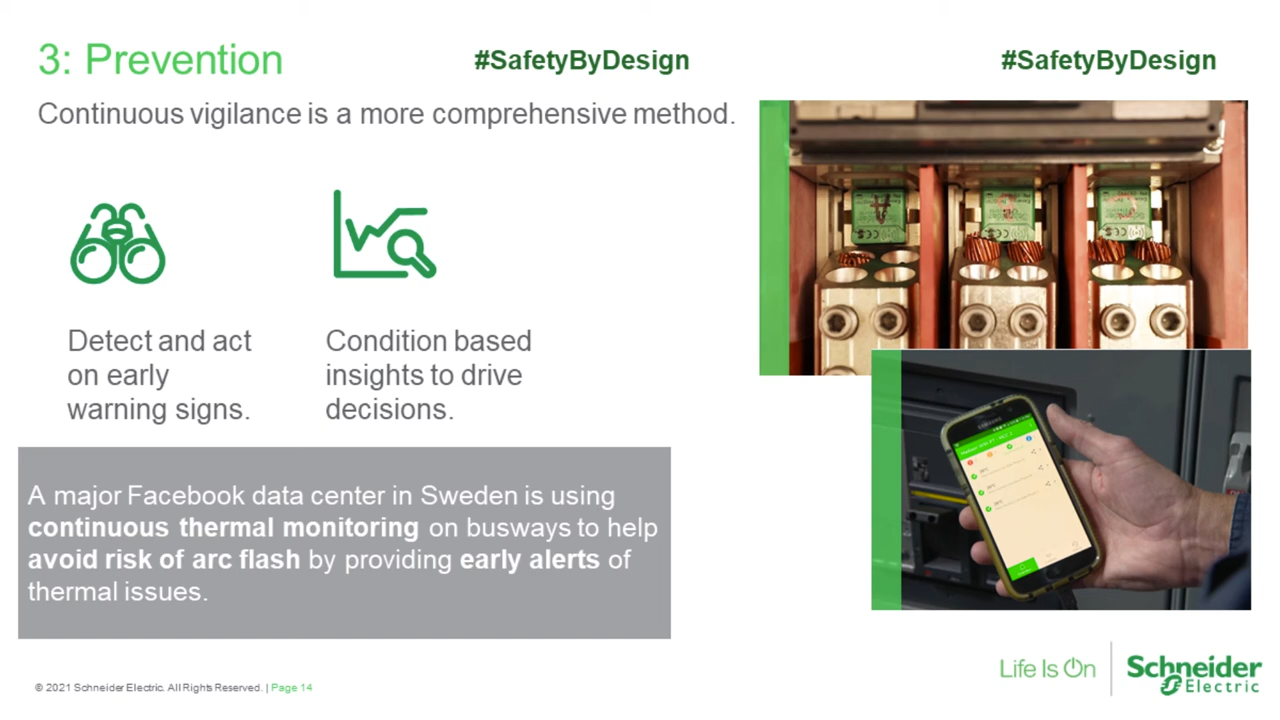 3: Prevention
#SafetyByDesign
#SafetyByDesign
Continuous vigilance is a more comprehensive method.
Detect and act
on early
warning signs.
Condition based
insights to drive
decisions.
A major Facebook data center in Sweden is using
continuous thermal monitoring on busways to help
avoid risk of arc flash by providing early alerts of
thermal issues.
SAMSUNG
Life Is On
Schneider
Electric
© 2021 Schneider Electric. All Rights Reserved. | Page 14